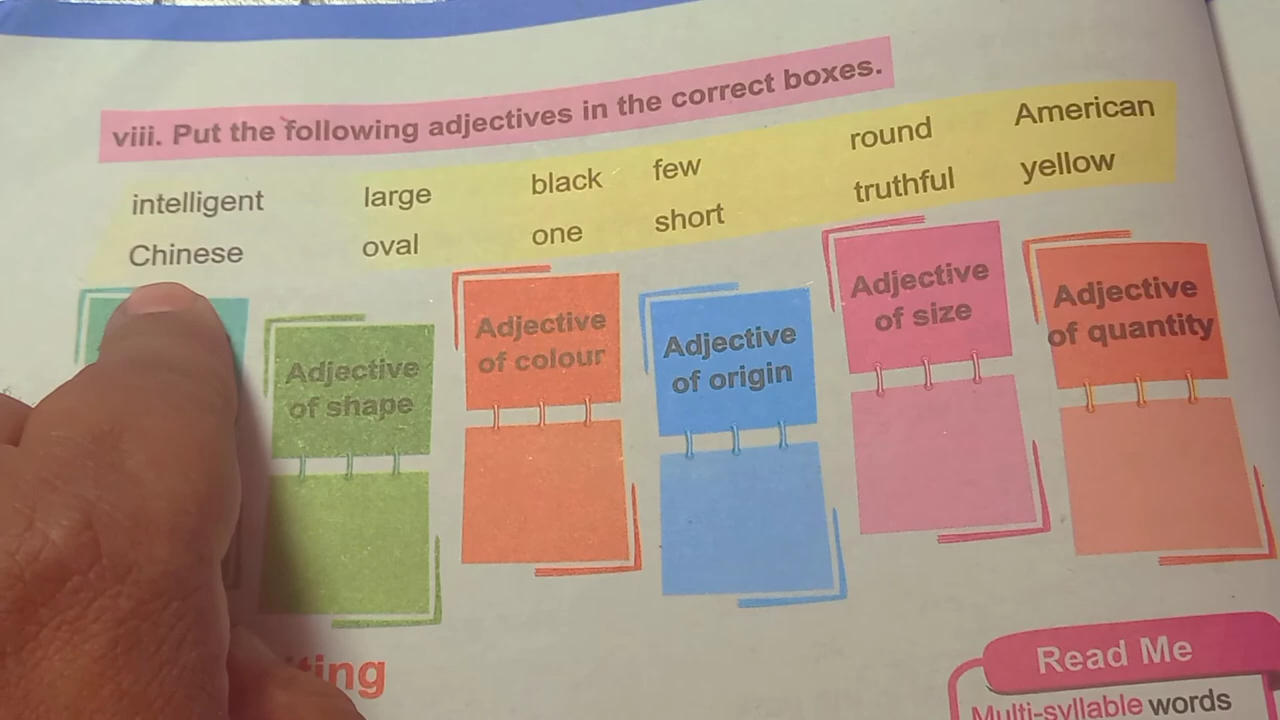 viii. Put the following adjectives in the correct boxes.
intelligent large black few round American
Chinese oval one short truthful yellow
Adjective
of shape
Adjective
of colour
Adjective
of origin
Adjective
of size
Adjective
of quantity
Read Me
Multi-syllable words